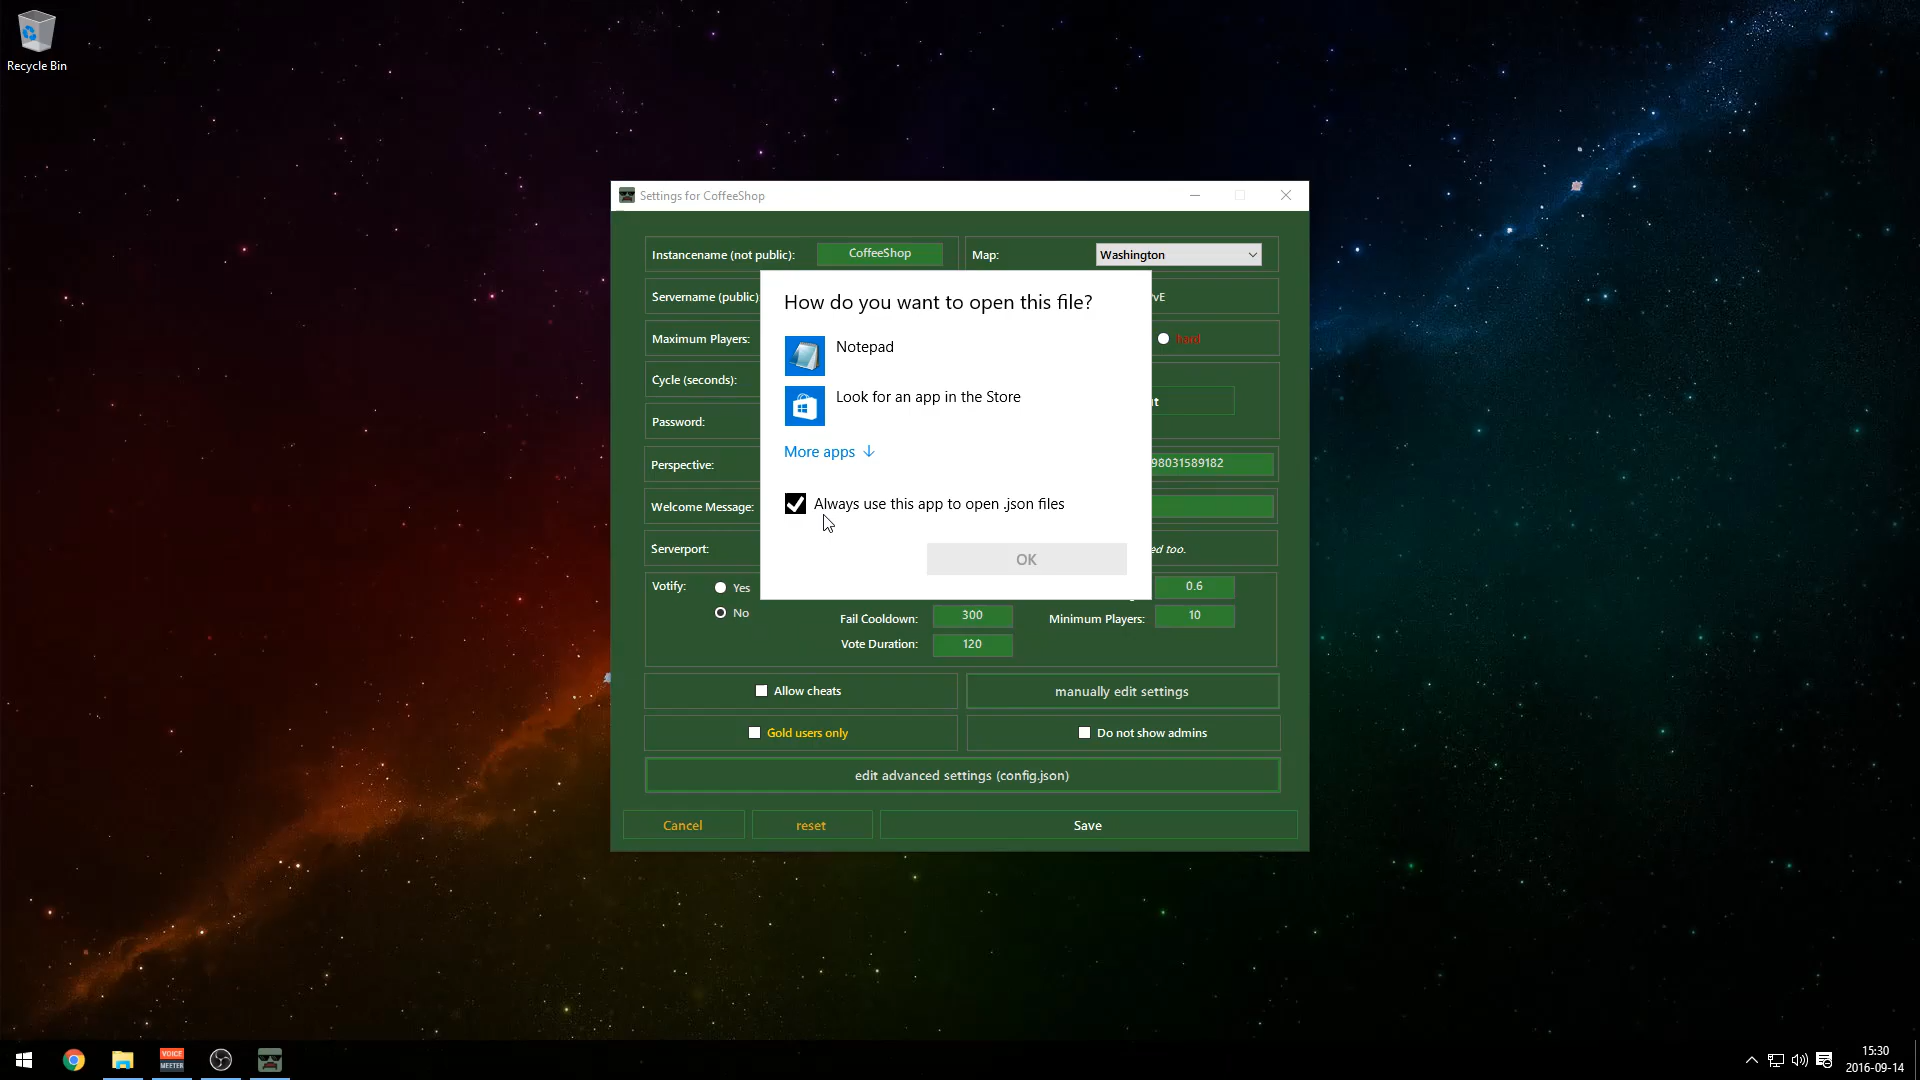 Recycle Bin
Settings for CoffeeShop
Instancename (not public):
CoffeeShop
Map:
Washington
Servername (public)
vE
Maximum Players:
hard
Cycle (seconds):
Password:
Perspective:
98031589182
Welcome Message:
Serverport:
ed too.
How do you want to open this file?
Notepad
Look for an app in the Store
More apps
Always use this app to open .json files
OK
Votify:
Yes
No
0.6
Fail Cooldown:
300
Minimum Players:
10
Vote Duration:
120
Allow cheats
manually edit settings
Gold users only
Do not show admins
edit advanced settings (config.json)
Cancel
reset
Save
VOICE
MEETER
15:30
2016-09-14